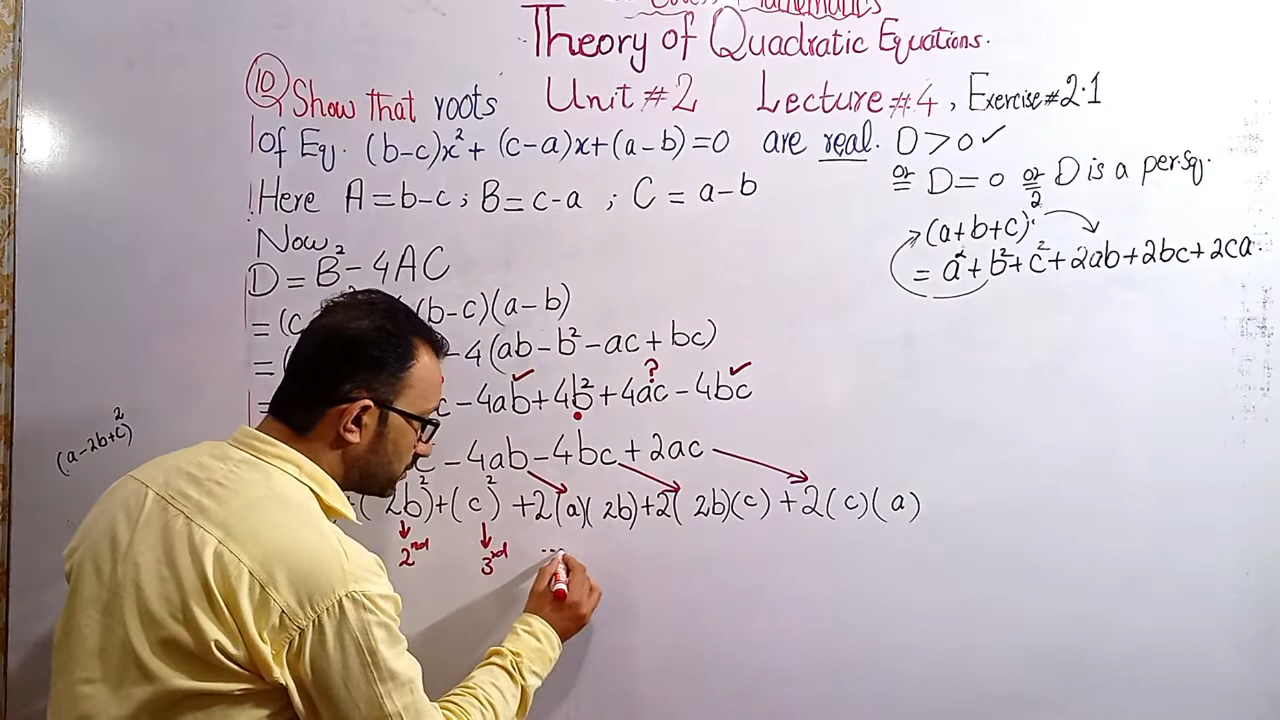 Mathematics
Theory of Quadratic Equations.
Unit #2 Lecture #4, Exercise #2.1
Q10 Show that roots
of Eq. (b-c)x²+(c-a)x+(a-b)=0 are real. D>0 ✓
or D=0 or D is a per.sq.
2
Here A=b-c; B=c-a ; C=a-b
(a+b+c)²
= a²+b²+c²+2ab+2bc+2ca.
Now
D=B²-4AC
=(c (b-c)(a-b)
=( -4(ab-b²-ac+bc)
= c -4ab✓+4b²+4ac?-4bc✓
c -4ab-4bc+2ac
+(2b)²+(c)²+2(a)(2b)+2(2b)(c)+2(c)(a)
2nd 3rd
(a-2b+c)²